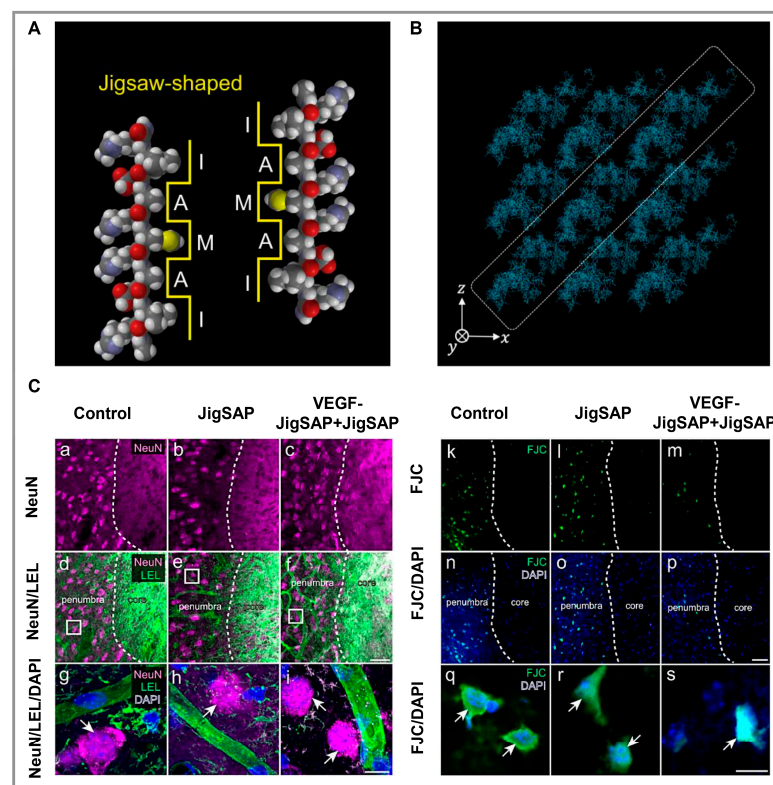 A
B
Jigsaw-shaped
I
A
M
A
I
I
A
M
A
I
z
y
x
C
Control
JigSAP
VEGF-
JigSAP+JigSAP
Control
JigSAP
VEGF-
JigSAP+JigSAP
NeuN
a
NeuN
b
c
FJC
k
FJC
l
m
NeuN/LEL
d
NeuN
LEL
penumbra
core
e
penumbra
core
f
penumbra
core
FJC/DAPI
n
FJC
DAPI
penumbra
core
o
penumbra
core
p
penumbra
core
NeuN/LEL/DAPI
g
NeuN
LEL
DAPI
h
i
FJC/DAPI
q
FJC
DAPI
r
s